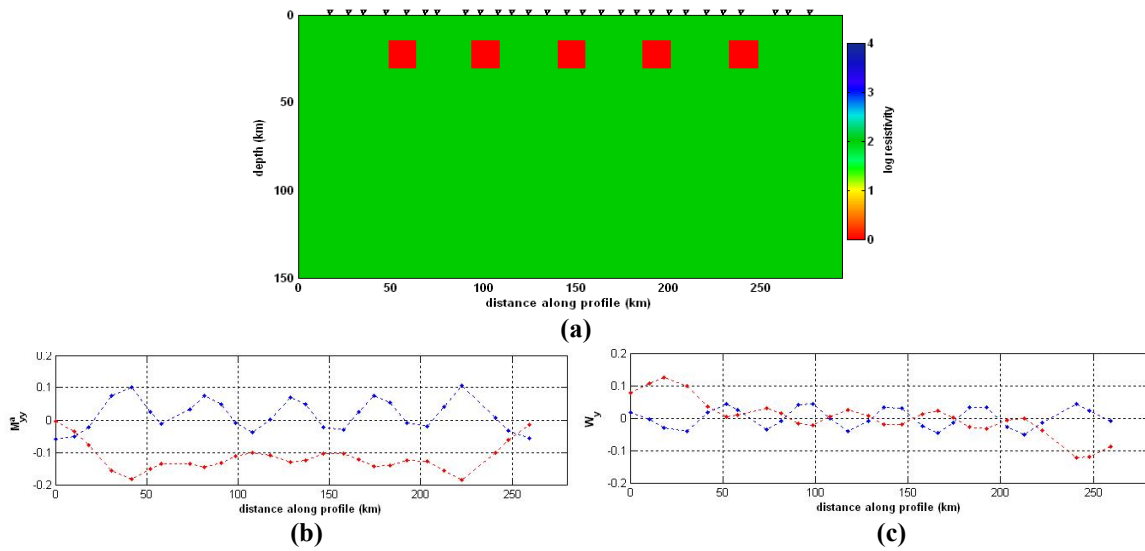 0
50
100
150
depth (km)
0 50 100 150 200 250
distance along profile (km)
4
3
2
1
0
log resistivity
(a)
0.2
0.1
0
-0.1
-0.2
M^a_yy
0 50 100 150 200 250
distance along profile (km)
(b)
0.2
0.1
0
-0.1
-0.2
W_y
0 50 100 150 200 250
distance along profile (km)
(c)